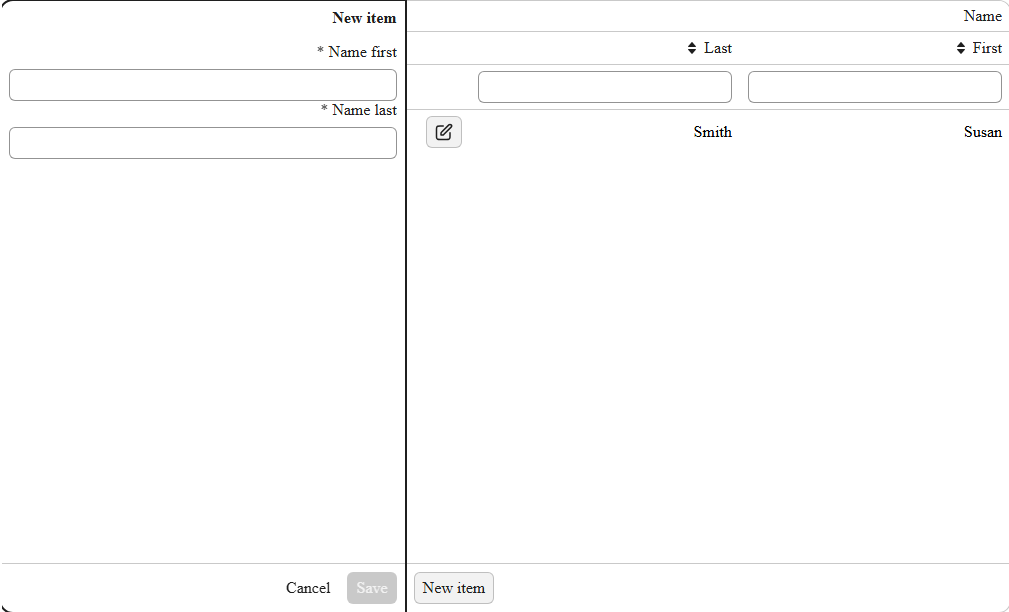 New item
* Name first
* Name last
Cancel
Save
Name
Last
First
Smith
Susan
New item